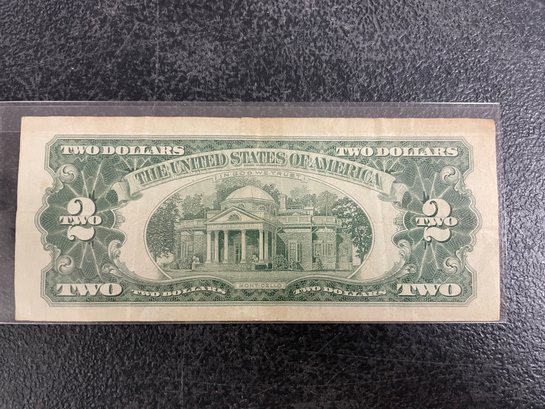 TWO DOLLARS TWO DOLLARS
THE UNITED STATES OF AMERICA
IN GOD WE TRUST
2 2
TWO TWO
MONTICELLO
TWO TWO DOLLARS TWO DOLLARS TWO